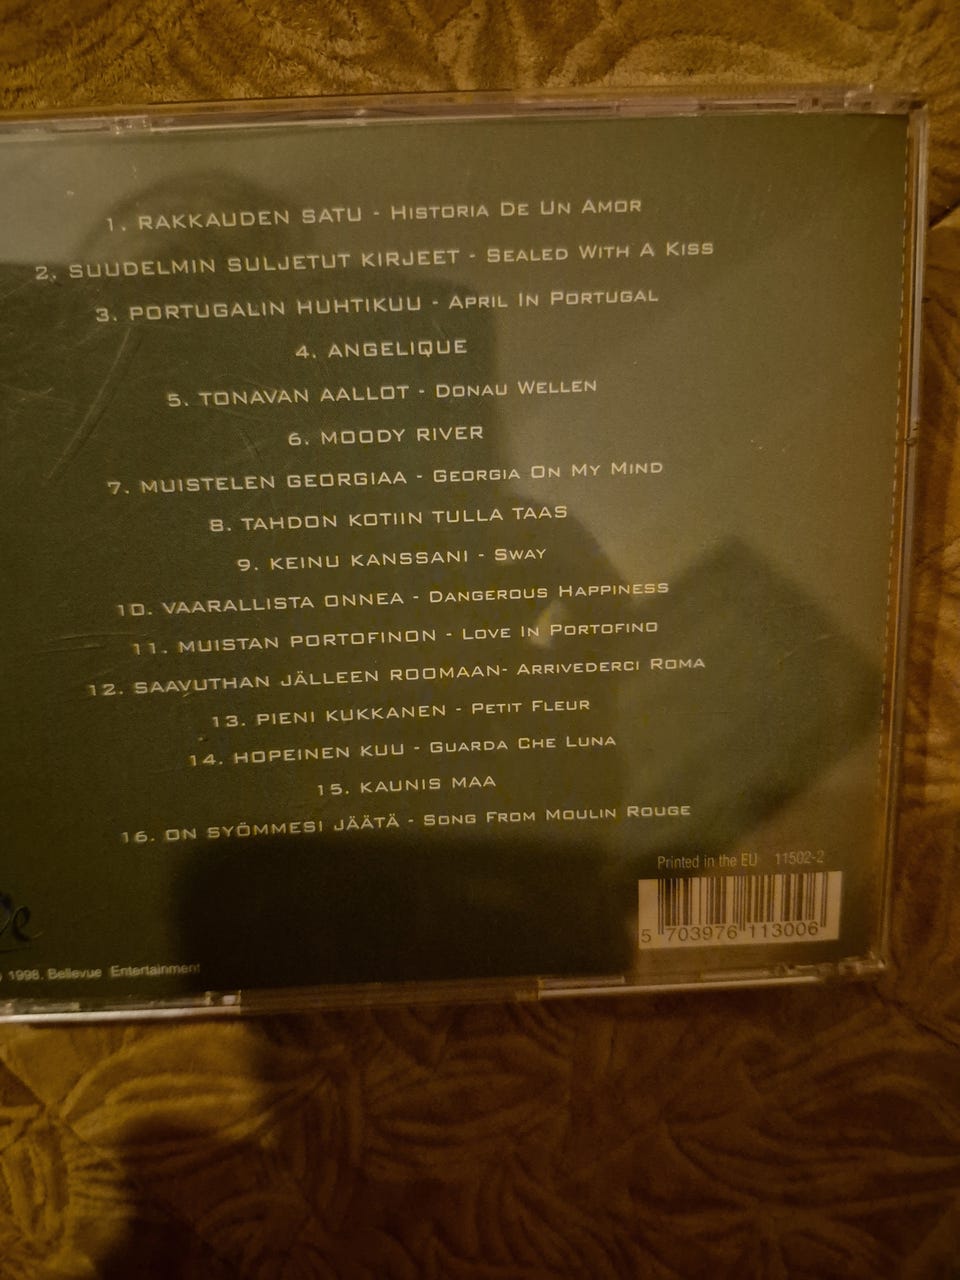 1. RAKKAUDEN SATU - HISTORIA DE UN AMOR
2. SUUDELMIN SULJETUT KIRJEET - SEALED WITH A KISS
3. PORTUGALIN HUHTIKUU - APRIL IN PORTUGAL
4. ANGELIQUE
5. TONAVAN AALLOT - DONAU WELLEN
6. MOODY RIVER
7. MUISTELEN GEORGIAA - GEORGIA ON MY MIND
8. TAHDON KOTIIN TULLA TAAS
9. KEINU KANSSANI - SWAY
10. VAARALLISTA ONNEA - DANGEROUS HAPPINESS
11. MUISTAN PORTOFINON - LOVE IN PORTOFINO
12. SAAVUTHAN JÄLLEEN ROOMAAN- ARRIVEDERCI ROMA
13. PIENI KUKKANEN - PETIT FLEUR
14. HOPEINEN KUU - GUARDA CHE LUNA
15. KAUNIS MAA
16. ON SYÖMMESI JÄÄTÄ - SONG FROM MOULIN ROUGE
Printed in the EU 11502-2
5 703976 113006
1998. Bellevue Entertainment